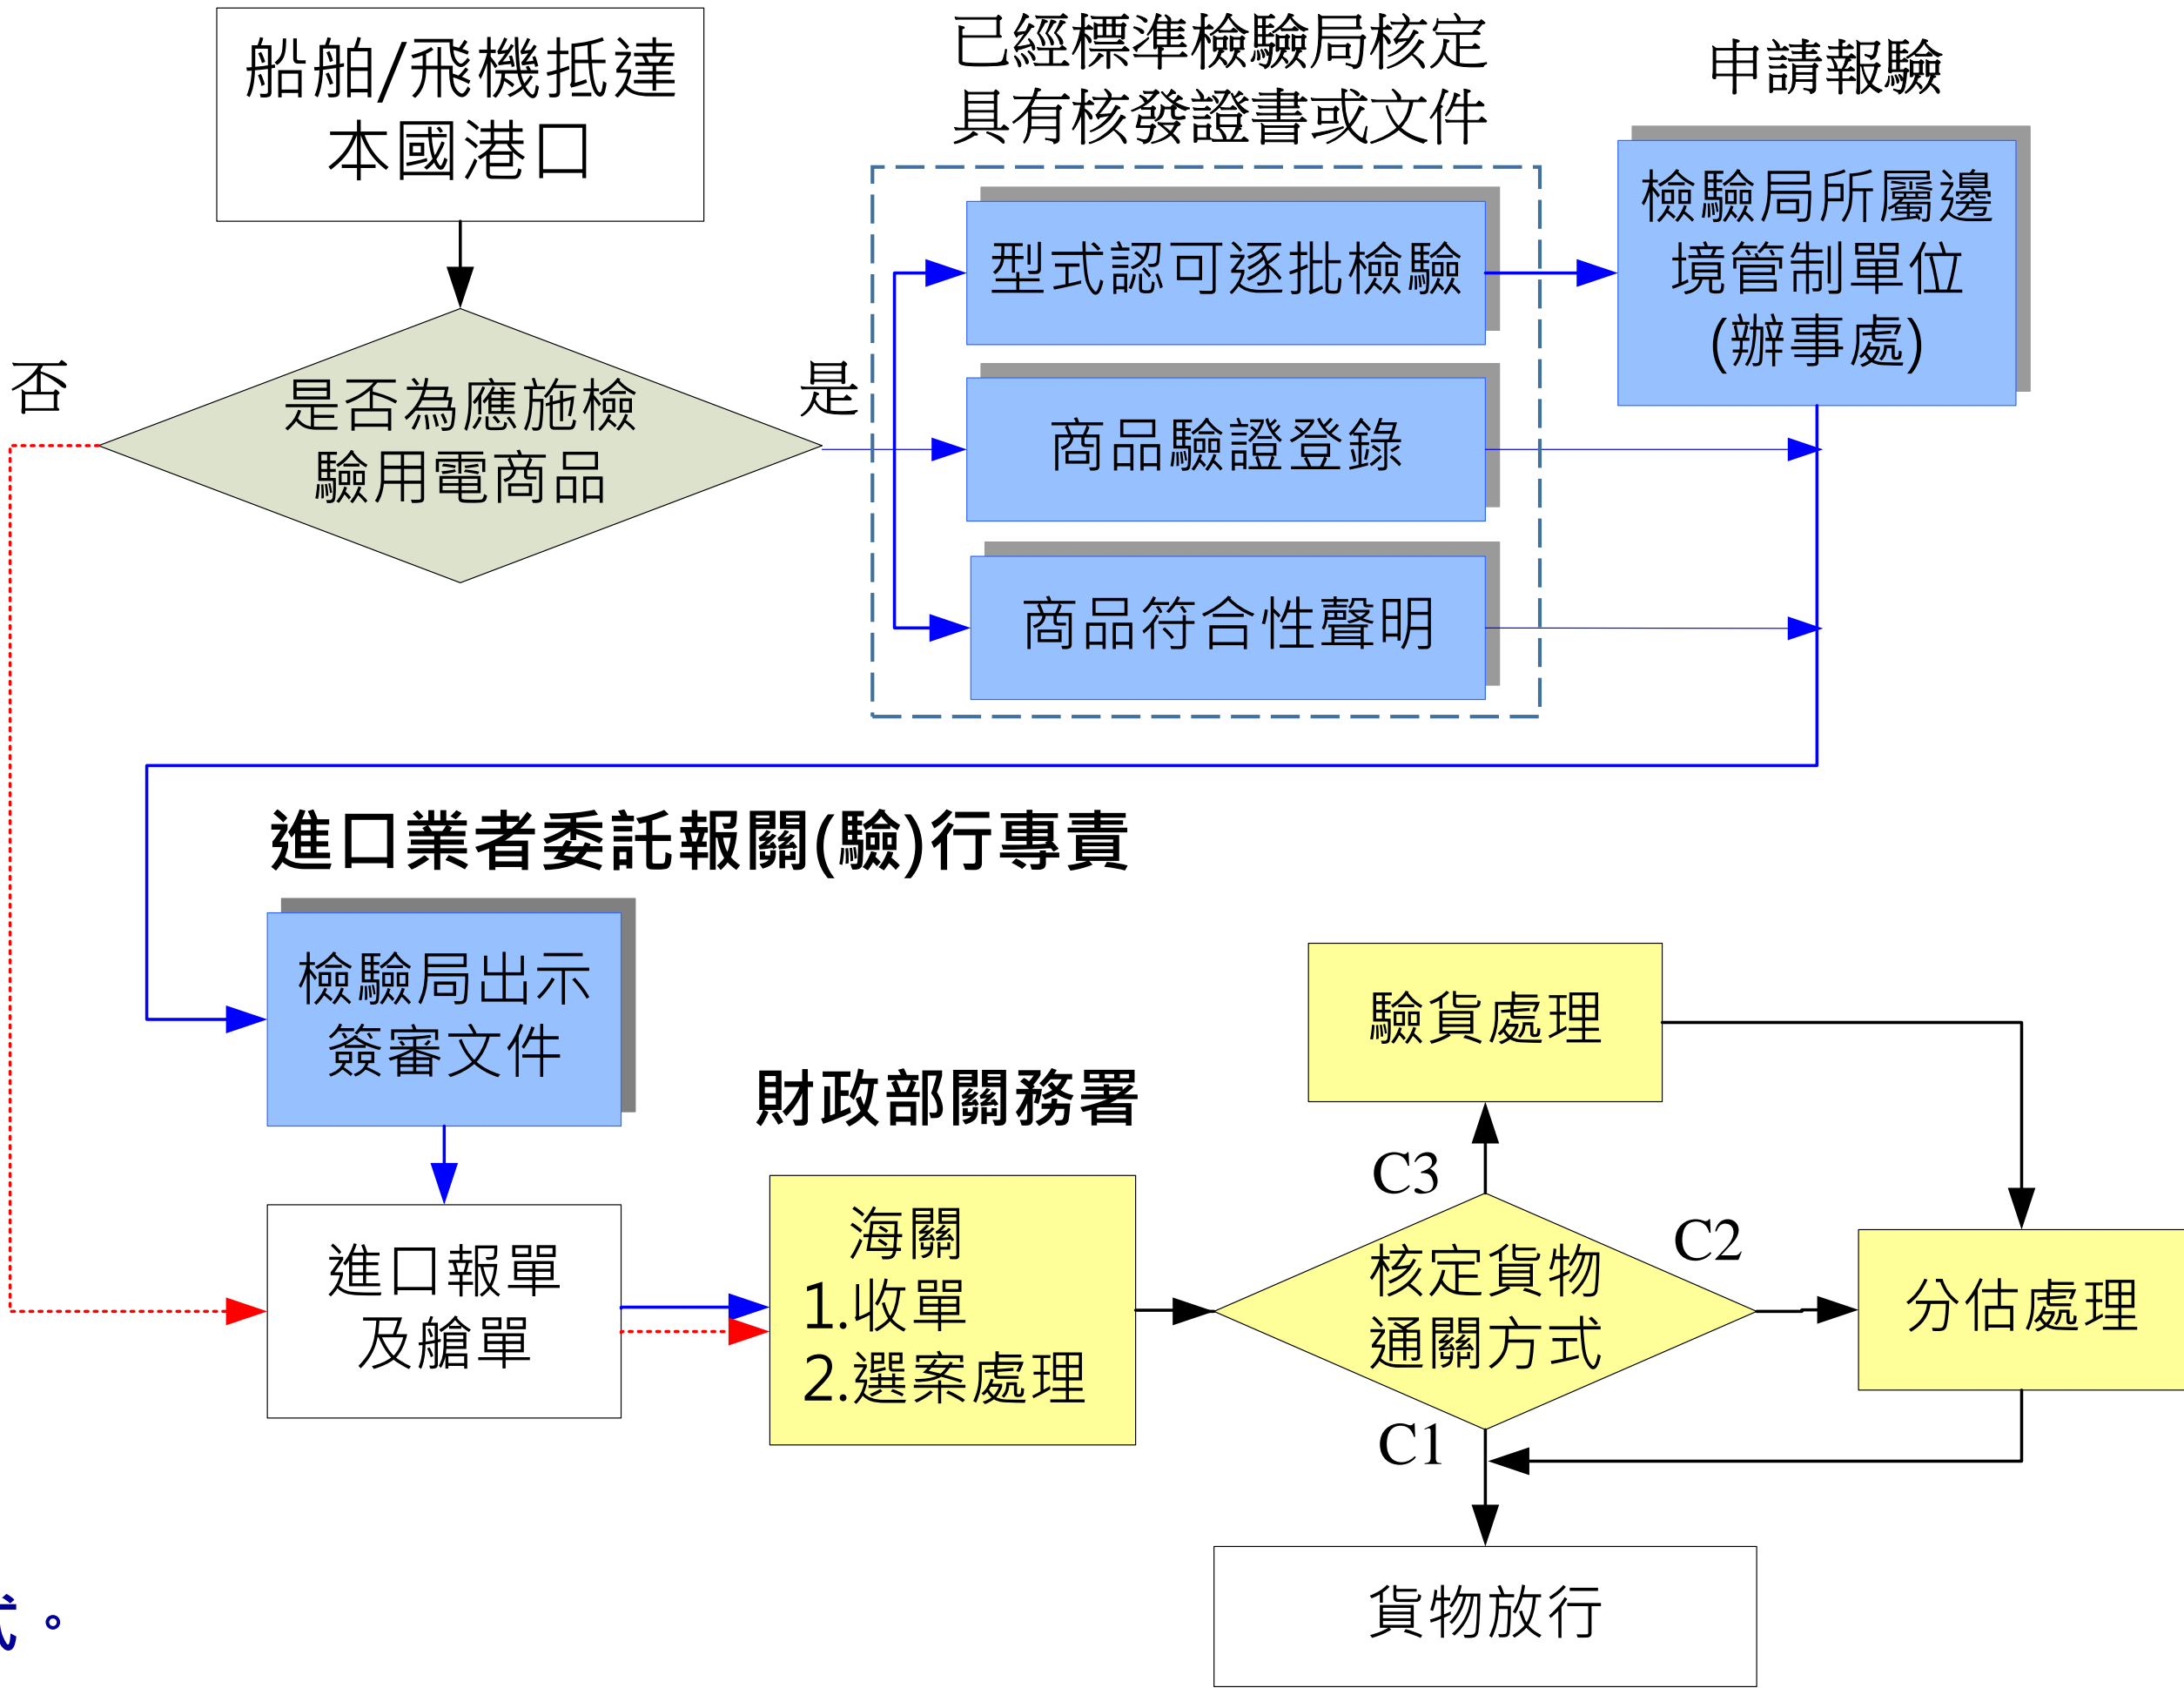 船舶/飛機抵達
本國港口
已經標準檢驗局核定
具有核發證書或文件
申請報驗
檢驗局所屬邊
境管制單位
(辦事處)
型式認可逐批檢驗
否
是否為應施檢
驗用電商品
是
商品驗證登錄
商品符合性聲明
進口業者委託報關(驗)行專責
檢驗局出示
簽審文件
財政部關務署
驗貨處理
進口報單
及艙單
海關
1.收單
2.選案處理
C3
核定貨物
通關方式
C2
分估處理
C1
貨物放行
式。